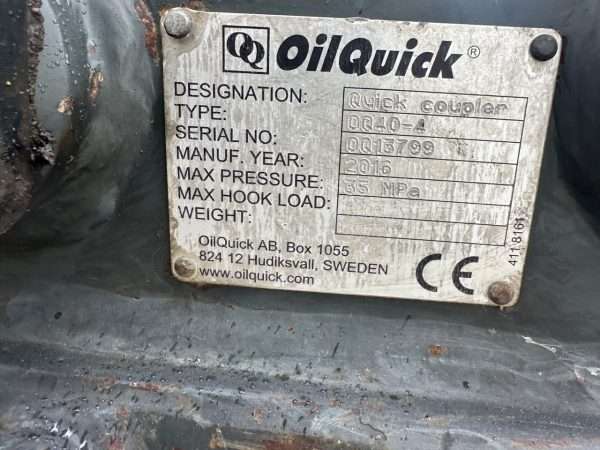 OQ OilQuick®
DESIGNATION: Quick coupler
TYPE: OQ40-4
SERIAL NO: OQ13799
MANUF. YEAR: 2016
MAX PRESSURE: 35 MPa
MAX HOOK LOAD:
WEIGHT:
OilQuick AB, Box 1055
824 12 Hudiksvall, SWEDEN
www.oilquick.com
CE
411 8161